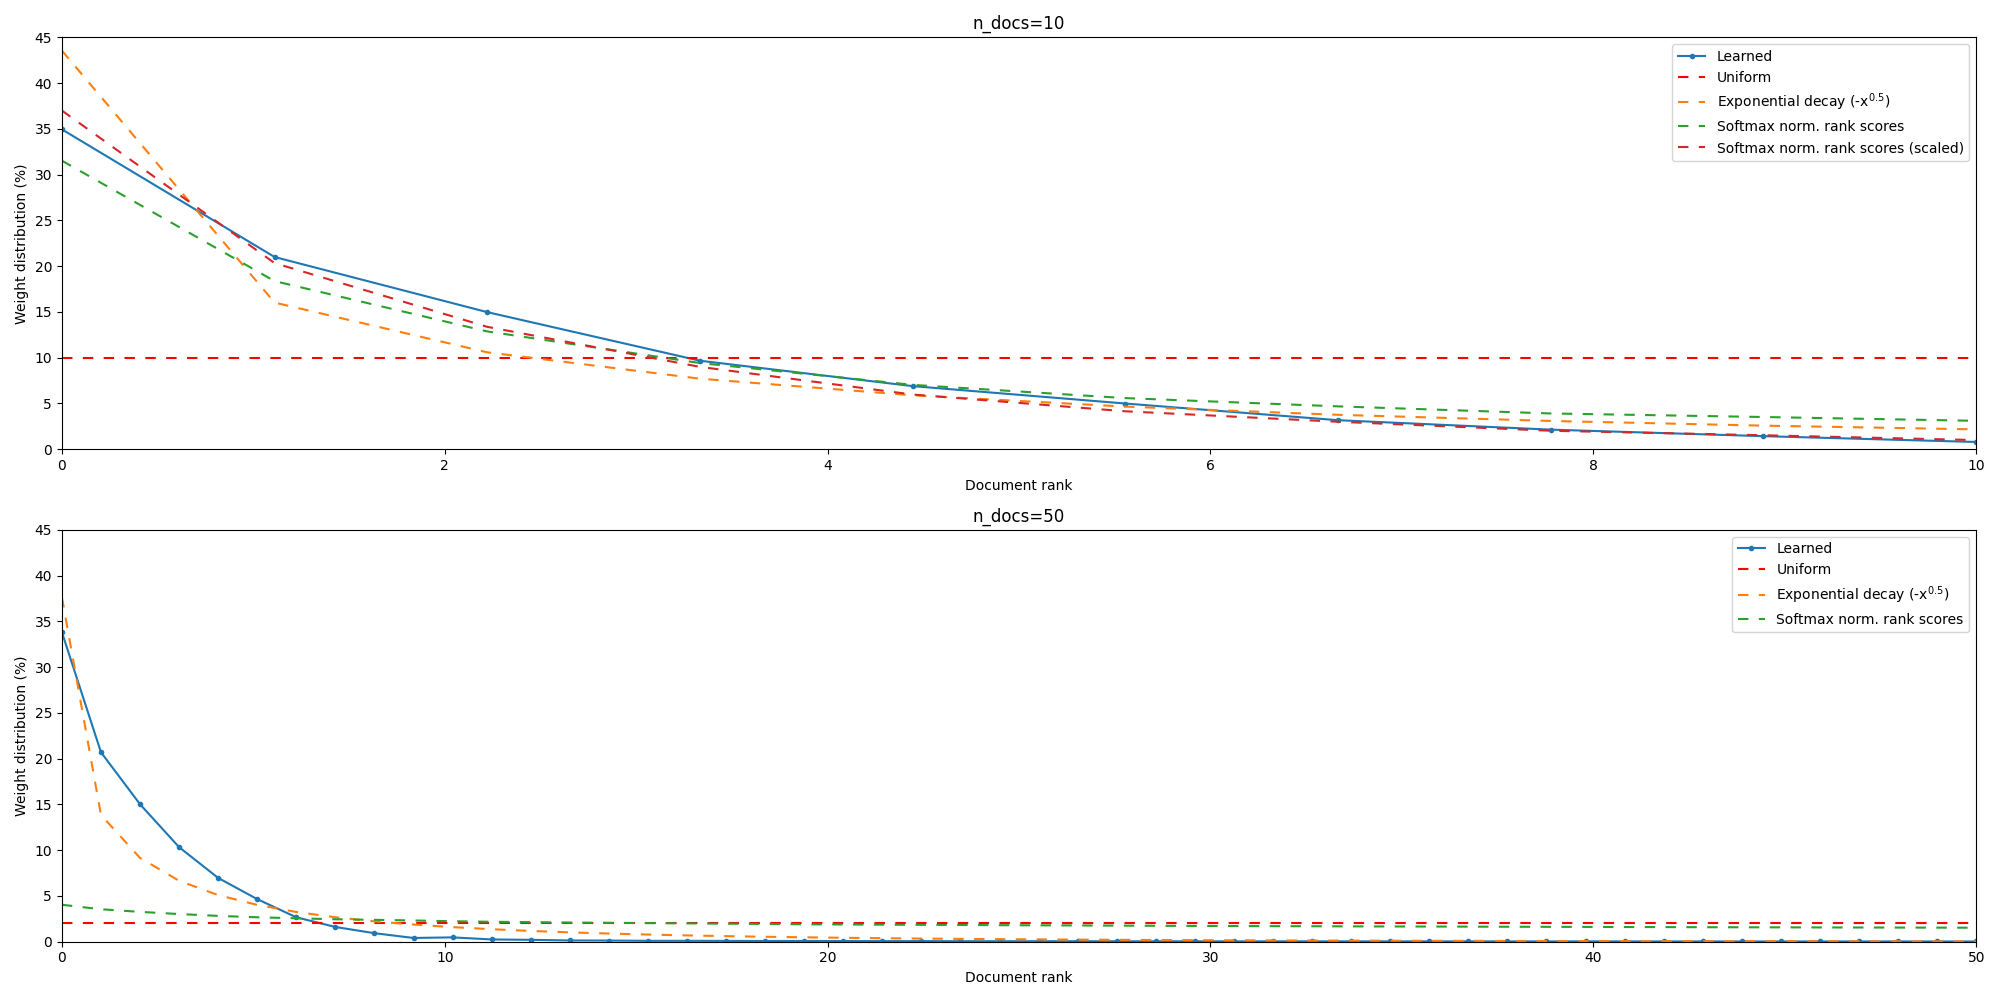 n_docs=10
45
40
35
30
25
20
15
10
5
0
Weight distribution (%)
Learned
Uniform
Exponential decay (-x^0.5)
Softmax norm. rank scores
Softmax norm. rank scores (scaled)
0 2 4 6 8 10
Document rank
n_docs=50
45
40
35
30
25
20
15
10
5
0
Weight distribution (%)
Learned
Uniform
Exponential decay (-x^0.5)
Softmax norm. rank scores
0 10 20 30 40 50
Document rank